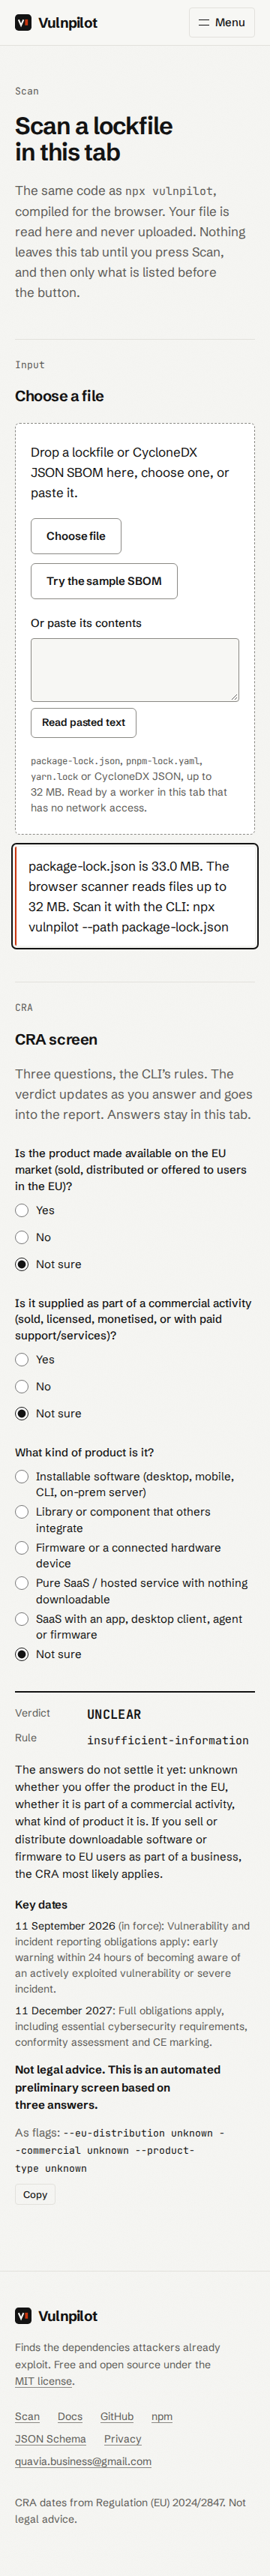 Vulnpilot
Menu
Scan
Scan a lockfile
in this tab
The same code as npx vulnpilot,
compiled for the browser. Your file is
read here and never uploaded. Nothing
leaves this tab until you press Scan,
and then only what is listed before
the button.
Input
Choose a file
Drop a lockfile or CycloneDX
JSON SBOM here, choose one, or
paste it.
Choose file
Try the sample SBOM
Or paste its contents
Read pasted text
package-lock.json, pnpm-lock.yaml,
yarn.lock or CycloneDX JSON, up to
32 MB. Read by a worker in this tab that
has no network access.
package-lock.json is 33.0 MB. The
browser scanner reads files up to
32 MB. Scan it with the CLI: npx
vulnpilot --path package-lock.json
CRA
CRA screen
Three questions, the CLI's rules. The
verdict updates as you answer and goes
into the report. Answers stay in this tab.
Is the product made available on the EU
market (sold, distributed or offered to users
in the EU)?
Yes
No
Not sure
Is it supplied as part of a commercial activity
(sold, licensed, monetised, or with paid
support/services)?
Yes
No
Not sure
What kind of product is it?
Installable software (desktop, mobile,
CLI, on-prem server)
Library or component that others
integrate
Firmware or a connected hardware
device
Pure SaaS / hosted service with nothing
downloadable
SaaS with an app, desktop client, agent
or firmware
Not sure
Verdict UNCLEAR
Rule insufficient-information
The answers do not settle it yet: unknown
whether you offer the product in the EU,
whether it is part of a commercial activity,
what kind of product it is. If you sell or
distribute downloadable software or
firmware to EU users as part of a business,
the CRA most likely applies.
Key dates
11 September 2026 (in force): Vulnerability and
incident reporting obligations apply: early
warning within 24 hours of becoming aware of
an actively exploited vulnerability or severe
incident.
11 December 2027: Full obligations apply,
including essential cybersecurity requirements,
conformity assessment and CE marking.
Not legal advice. This is an automated
preliminary screen based on
three answers.
As flags: --eu-distribution unknown -
-commercial unknown --product-
type unknown
Copy
Vulnpilot
Finds the dependencies attackers already
exploit. Free and open source under the
MIT license.
Scan Docs GitHub npm
JSON Schema Privacy
quavia.business@gmail.com
CRA dates from Regulation (EU) 2024/2847. Not
legal advice.